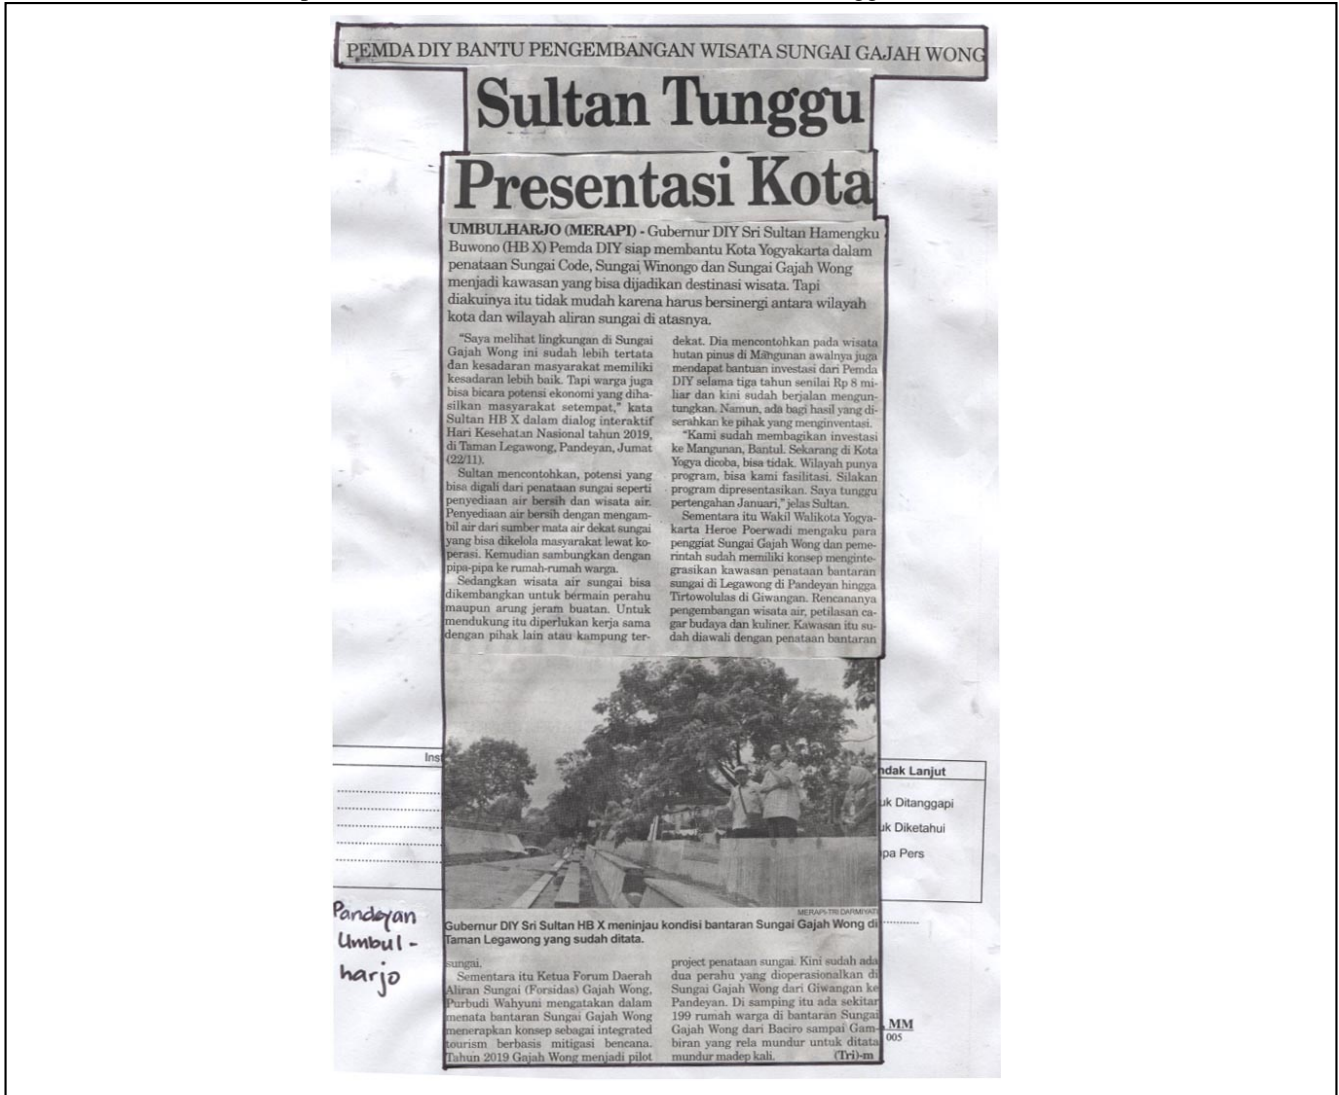 PEMDA DIY BANTU PENGEMBANGAN WISATA SUNGAI GAJAH WONG
Sultan Tunggu
Presentasi Kota
UMBULHARJO (MERAPI) - Gubernur DIY Sri Sultan Hamengku
Buwono (HB X) Pemda DIY siap membantu Kota Yogyakarta dalam
penataan Sungai Code, Sungai Winongo dan Sungai Gajah Wong
menjadi kawasan yang bisa dijadikan destinasi wisata. Tapi
diakuinya itu tidak mudah karena harus bersinergi antara wilayah
kota dan wilayah aliran sungai di atasnya.
"Saya melihat lingkungan di Sungai
Gajah Wong ini sudah lebih tertata
dan kesadaran masyarakat memiliki
kesadaran lebih baik. Tapi warga juga
bisa bicara potensi ekonomi yang diha-
silkan masyarakat setempat," kata
Sultan HB X dalam dialog interaktif
Hari Kesehatan Nasional tahun 2019,
di Taman Legawong, Pandeyan, Jumat
(22/11).
Sultan mencontohkan, potensi yang
bisa digali dari penataan sungai seperti
penyediaan air bersih dan wisata air.
Penyediaan air bersih dengan mengam-
bil air dari sumber mata air dekat sungai
yang bisa dikelola masyarakat lewat ko-
perasi. Kemudian sambungkan dengan
pipa-pipa ke rumah-rumah warga.
Sedangkan wisata air sungai bisa
dikembangkan untuk bermain perahu
maupun arung jeram buatan. Untuk
mendukung itu diperlukan kerja sama
dengan pihak lain atau kampung ter-
dekat. Dia mencontohkan pada wisata
hutan pinus di Mangunan awalnya juga
mendapat bantuan investasi dari Pemda
DIY selama tiga tahun senilai Rp 8 mi-
liar dan kini sudah berjalan mengun-
tungkan. Namun, ada bagi hasil yang di-
serahkan ke pihak yang menginventasi.
"Kami sudah membagikan investasi
ke Mangunan, Bantul. Sekarang di Kota
Yogya dicoba, bisa tidak. Wilayah punya
program, bisa kami fasilitasi. Silakan
program dipresentasikan. Saya tunggu
pertengahan Januari," jelas Sultan.
Sementara itu Wakil Walikota Yogya-
karta Heroe Poerwadi mengaku para
penggiat Sungai Gajah Wong dan peme-
rintah sudah memiliki konsep menginte-
grasikan kawasan penataan bantaran
sungai di Legawong di Pandeyan hingga
Tirtowolulas di Giwangan. Rencananya
pengembangan wisata air, petilasan ca-
gar budaya dan kuliner. Kawasan itu su-
dah diawali dengan penataan bantaran
Inst
ndak Lanjut
uk Ditanggapi
uk Diketahui
pa Pers
MERAPI-TRI DARMIYATI
Gubernur DIY Sri Sultan HB X meninjau kondisi bantaran Sungai Gajah Wong di
Taman Legawong yang sudah ditata.
Pandeyan
Umbul-
harjo
sungai.
Sementara itu Ketua Forum Daerah
Aliran Sungai (Forsidas) Gajah Wong,
Purbudi Wahyuni mengatakan dalam
menata bantaran Sungai Gajah Wong
menerapkan konsep sebagai integrated
tourism berbasis mitigasi bencana.
Tahun 2019 Gajah Wong menjadi pilot
project penataan sungai. Kini sudah ada
dua perahu yang dioperasionalkan di
Sungai Gajah Wong dari Giwangan ke
Pandeyan. Di samping itu ada sekitar
199 rumah warga di bantaran Sungai
Gajah Wong dari Baciro sampai Gam-
biran yang rela mundur untuk ditata
mundur madep kali. (Tri)-m
, MM
005